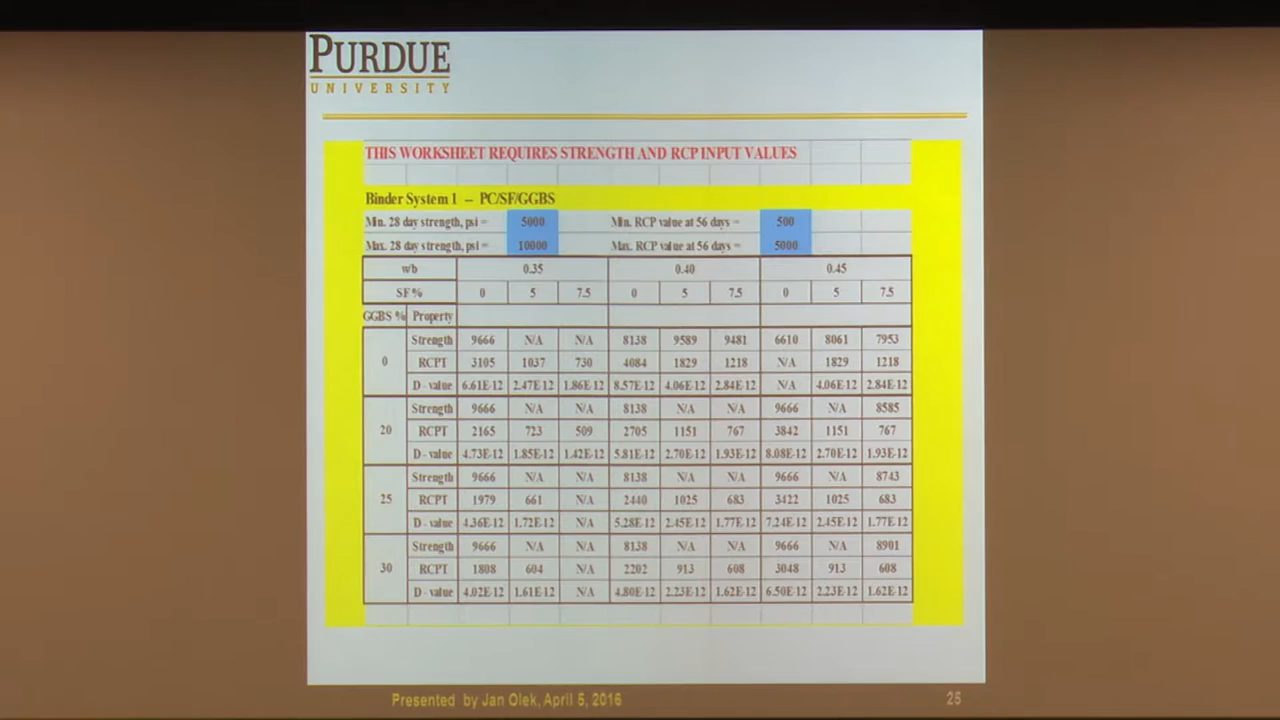 PURDUE
UNIVERSITY
THIS WORKSHEET REQUIRES STRENGTH AND RCP INPUT VALUES
Binder System 1 – PC/SF/GGBS
Min. 28 day strength, psi = 5000 Min. RCP value at 56 days = 500
Max. 28 day strength, psi = 10000 Max. RCP value at 56 days = 5000
w/b 0.35 0.40 0.45
SF% 0 5 7.5 0 5 7.5 0 5 7.5
GGBS % Property
Strength 9666 N/A N/A 8138 9589 9481 6610 8061 7953
0 RCPT 3105 1037 730 4084 1829 1218 N/A 1829 1218
D - value 6.61E-12 2.47E-12 1.86E-12 8.57E-12 4.06E-12 2.84E-12 N/A 4.06E-12 2.84E-12
Strength 9666 N/A N/A 8138 N/A N/A 9666 N/A 8585
20 RCPT 2165 723 509 2705 1151 767 3842 1151 767
D - value 4.73E-12 1.85E-12 1.42E-12 5.81E-12 2.70E-12 1.93E-12 8.08E-12 2.70E-12 1.93E-12
Strength 9666 N/A N/A 8138 N/A N/A 9666 N/A 8743
25 RCPT 1979 661 N/A 2440 1025 683 3422 1025 683
D - value 4.36E-12 1.72E-12 N/A 5.28E-12 2.45E-12 1.77E-12 7.24E-12 2.45E-12 1.77E-12
Strength 9666 N/A N/A 8138 N/A N/A 9666 N/A 8901
30 RCPT 1808 604 N/A 2202 913 608 3048 913 608
D - value 4.02E-12 1.61E-12 N/A 4.80E-12 2.23E-12 1.62E-12 6.50E-12 2.23E-12 1.62E-12
Presented by Jan Olek, April 5, 2016 25